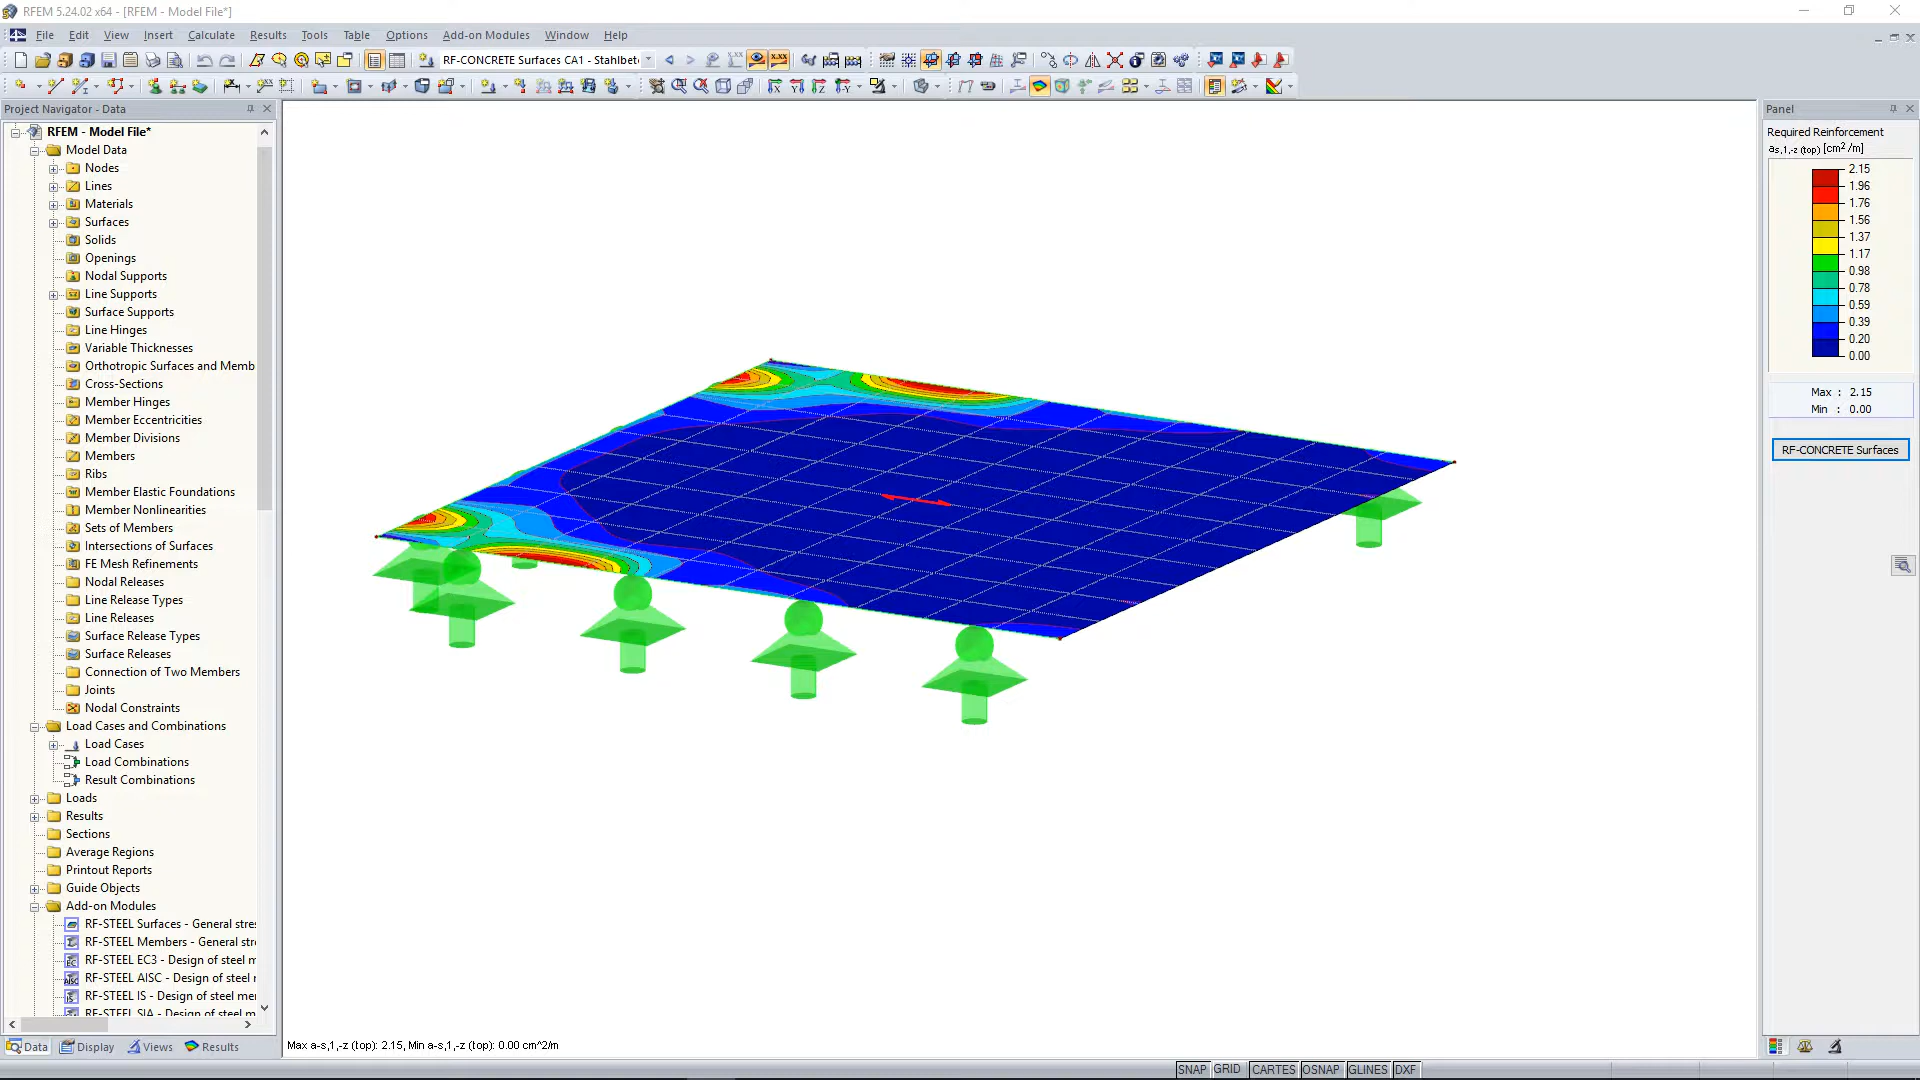 RFEM 5.24.02 x64 - [RFEM - Model File*]
File Edit View Insert Calculate Results Tools Table Options Add-on Modules Window Help
RF-CONCRETE Surfaces CA1 - Stahlbet
Project Navigator - Data
RFEM - Model File*
Model Data
Nodes
Lines
Materials
Surfaces
Solids
Openings
Nodal Supports
Line Supports
Surface Supports
Line Hinges
Variable Thicknesses
Orthotropic Surfaces and Memb
Cross-Sections
Member Hinges
Member Eccentricities
Member Divisions
Members
Ribs
Member Elastic Foundations
Member Nonlinearities
Sets of Members
Intersections of Surfaces
FE Mesh Refinements
Nodal Releases
Line Release Types
Line Releases
Surface Release Types
Surface Releases
Connection of Two Members
Joints
Nodal Constraints
Load Cases and Combinations
Load Cases
Load Combinations
Result Combinations
Loads
Results
Sections
Average Regions
Printout Reports
Guide Objects
Add-on Modules
RF-STEEL Surfaces - General stres
RF-STEEL Members - General stre
RF-STEEL EC3 - Design of steel m
RF-STEEL AISC - Design of steel r
RF-STEEL IS - Design of steel mer
RF-STEEL SIA - Design of steel m
Data Display Views Results
Max a-s,1,-z (top): 2.15, Min a-s,1,-z (top): 0.00 cm^2/m
Panel
Required Reinforcement
as,1,-z (top) [cm2/m]
2.15
1.96
1.76
1.56
1.37
1.17
0.98
0.78
0.59
0.39
0.20
0.00
Max : 2.15
Min : 0.00
RF-CONCRETE Surfaces
SNAP GRID CARTES OSNAP GLINES DXF